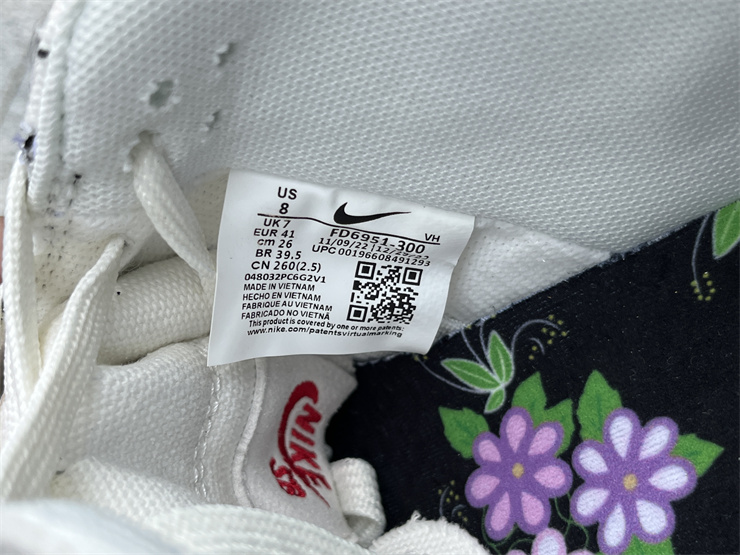 US
8
UK 7
EUR 41
cm 26
BR 39,5
CN 260(2.5)
048032PC6G2V1
FD6951-300 VH
11/09/22 | 12/
UPC 00196608491293
MADE IN VIETNAM
HECHO EN VIETNAM
FABRIQUE AU VIETNAM
FABRICADO NO VIETNÃ
This product is covered by one or more patents:
www.nike.com/patentsvirtualmarking
NIKE
SB